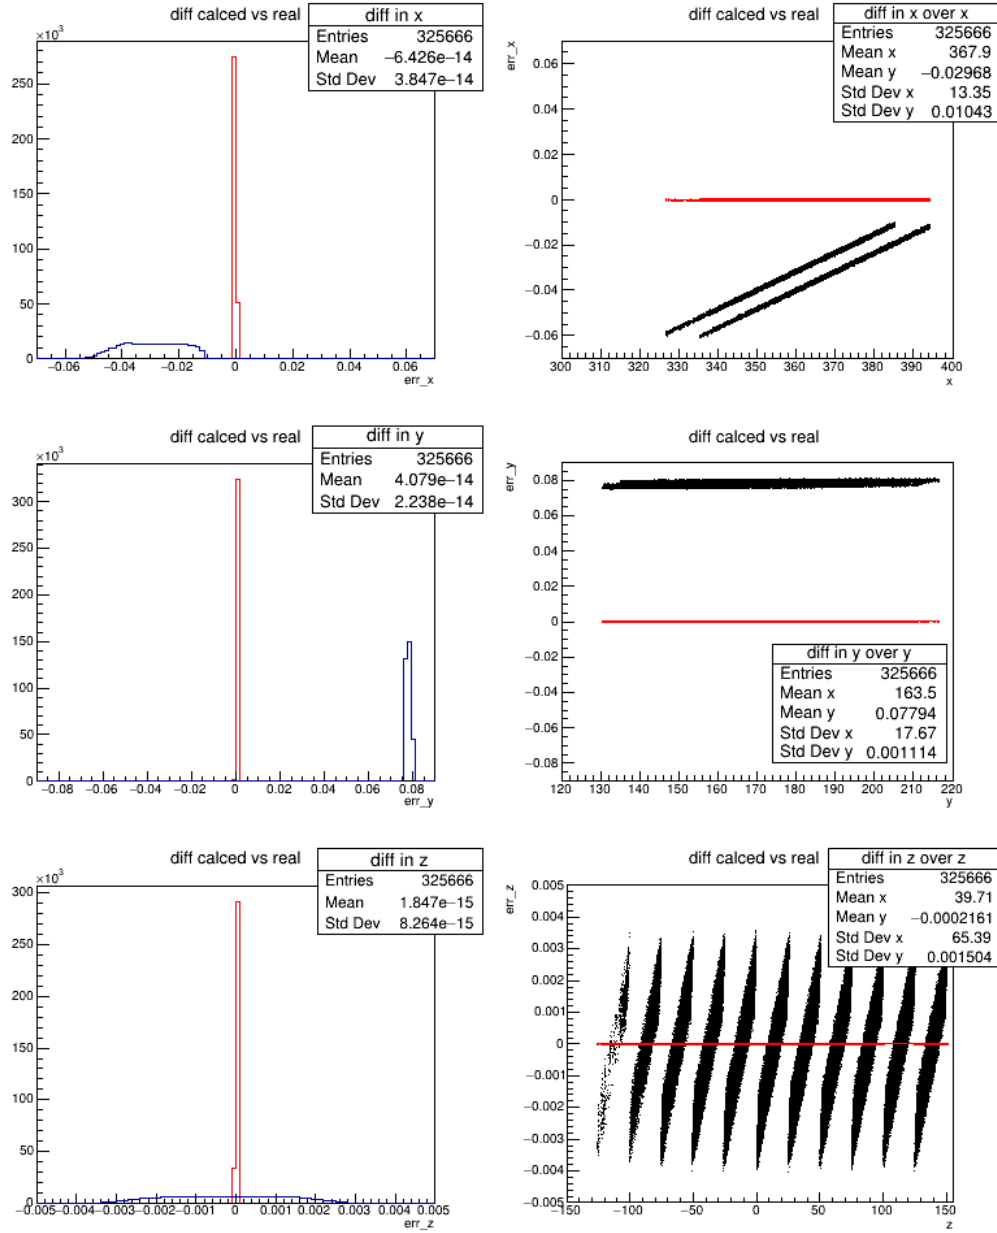 diff calced vs real
diff in x
Entries 325666
Mean −6.426e−14
Std Dev 3.847e−14
×10³
250
200
150
100
50
0
−0.06 −0.04 −0.02 0 0.02 0.04 0.06
err_x
diff calced vs real
diff in x over x
Entries 325666
Mean x 367.9
Mean y −0.02968
Std Dev x 13.35
Std Dev y 0.01043
err_x
0.06
0.04
0.02
0
−0.02
−0.04
−0.06
300 310 320 330 340 350 360 370 380 390 400
x
diff calced vs real
diff in y
Entries 325666
Mean 4.079e−14
Std Dev 2.238e−14
×10³
300
250
200
150
100
50
0
−0.08 −0.06 −0.04 −0.02 0 0.02 0.04 0.06 0.08
err_y
diff calced vs real
err_y
0.08
0.06
0.04
0.02
0
−0.02
−0.04
−0.06
−0.08
diff in y over y
Entries 325666
Mean x 163.5
Mean y 0.07794
Std Dev x 17.67
Std Dev y 0.001114
120 130 140 150 160 170 180 190 200 210 220
y
diff calced vs real
diff in z
Entries 325666
Mean 1.847e−15
Std Dev 8.264e−15
×10³
300
250
200
150
100
50
0
−0.005 −0.004 −0.003 −0.002 −0.001 0 0.001 0.002 0.003 0.004 0.005
err_z
diff calced vs real
diff in z over z
Entries 325666
Mean x 39.71
Mean y −0.0002161
Std Dev x 65.39
Std Dev y 0.001504
err_z
0.005
0.004
0.003
0.002
0.001
0
−0.001
−0.002
−0.003
−0.004
−0.005
−150 −100 −50 0 50 100 150
z